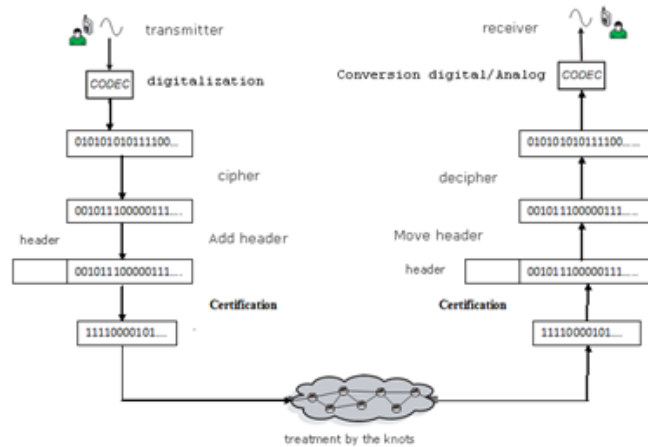 transmitter
receiver
CODEC
digitalization
Conversion digital/Analog
CODEC
010101010111100...
010101010111100......
cipher
decipher
001011100000111.....
001011100000111.....
Add header
Move header
header
001011100000111.....
header
001011100000111.....
Certification
Certification
11110000101....
11110000101....
treatment by the knots